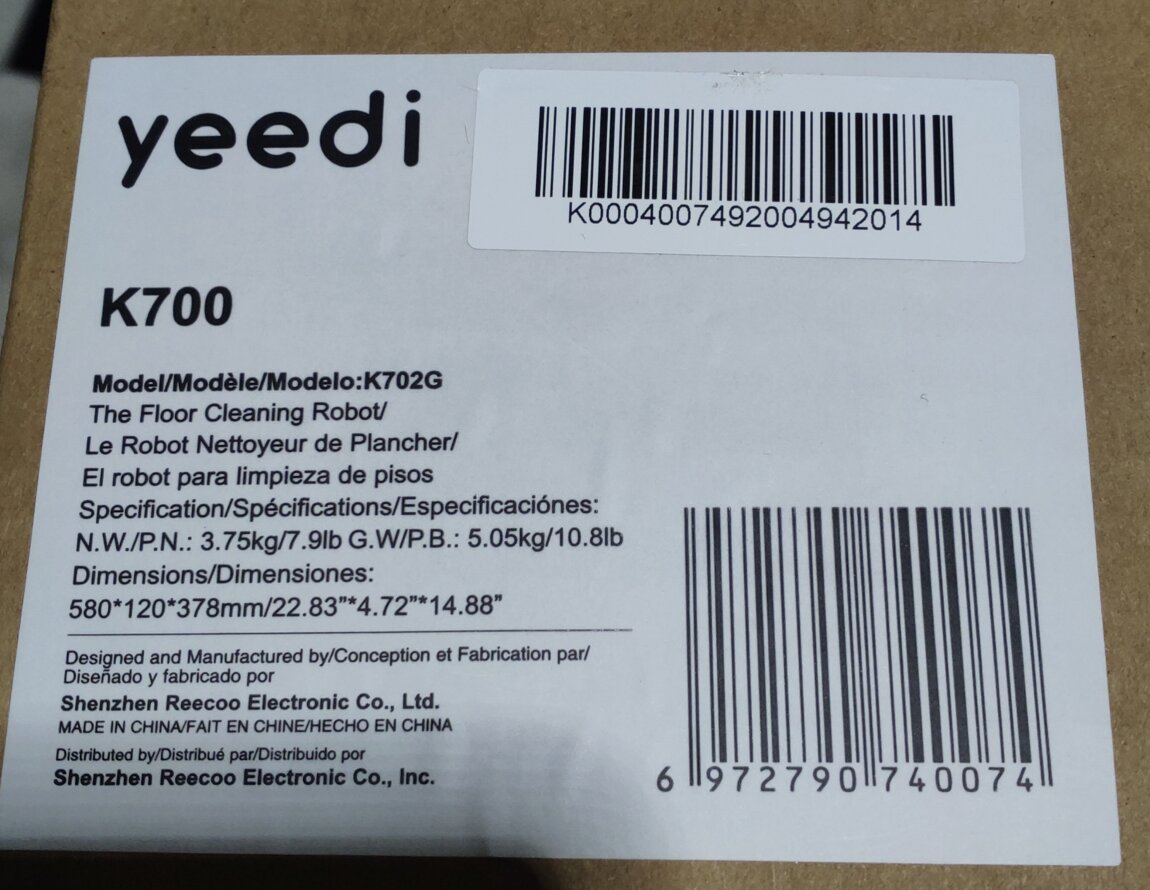 yeedi
K0004007492004942014
K700
Model/Modèle/Modelo:K702G
The Floor Cleaning Robot/
Le Robot Nettoyeur de Plancher/
El robot para limpieza de pisos
Specification/Spécifications/Especificaciónes:
N.W./P.N.: 3.75kg/7.9lb G.W/P.B.: 5.05kg/10.8lb
Dimensions/Dimensiones:
580*120*378mm/22.83”*4.72”*14.88”
Designed and Manufactured by/Conception et Fabrication par/
Diseñado y fabricado por
Shenzhen Reecoo Electronic Co., Ltd.
MADE IN CHINA/FAIT EN CHINE/HECHO EN CHINA
Distributed by/Distribué par/Distribuido por
Shenzhen Reecoo Electronic Co., Inc.
6 972790 740074